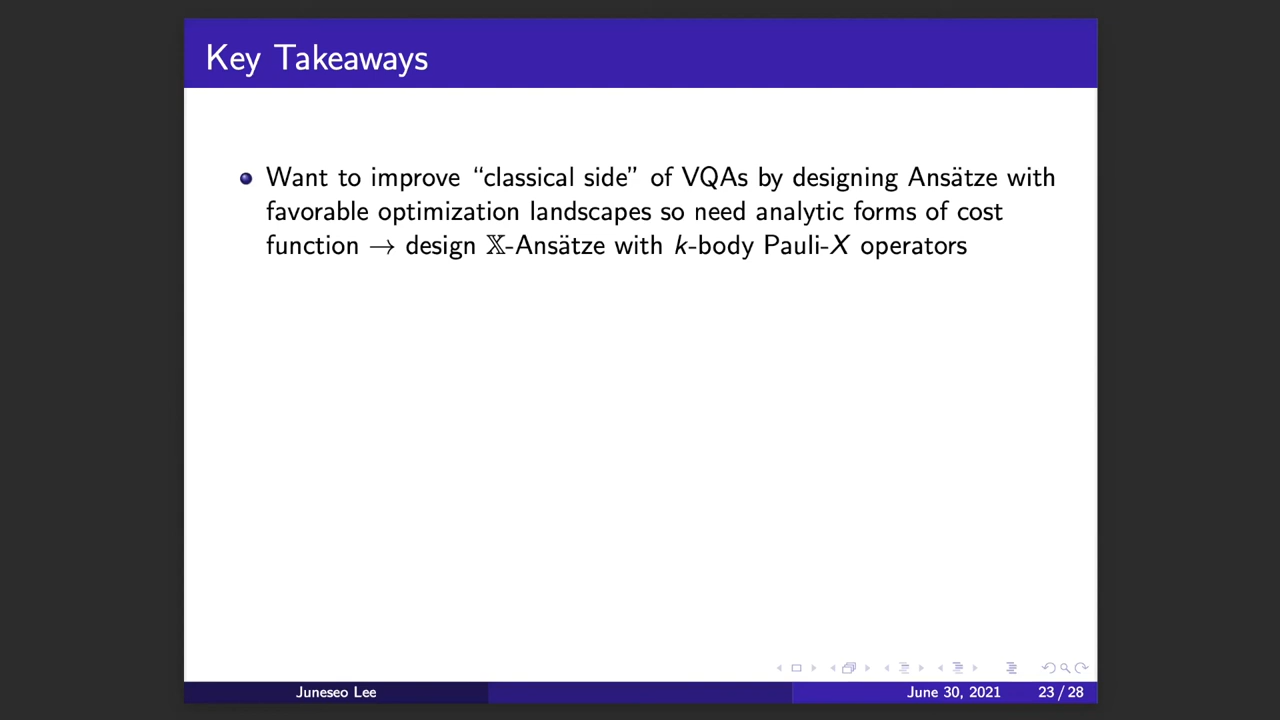 Key Takeaways
Want to improve “classical side” of VQAs by designing Ansätze with
favorable optimization landscapes so need analytic forms of cost
function → design 𝕏-Ansätze with k-body Pauli-X operators
Juneseo Lee
June 30, 2021
23 / 28